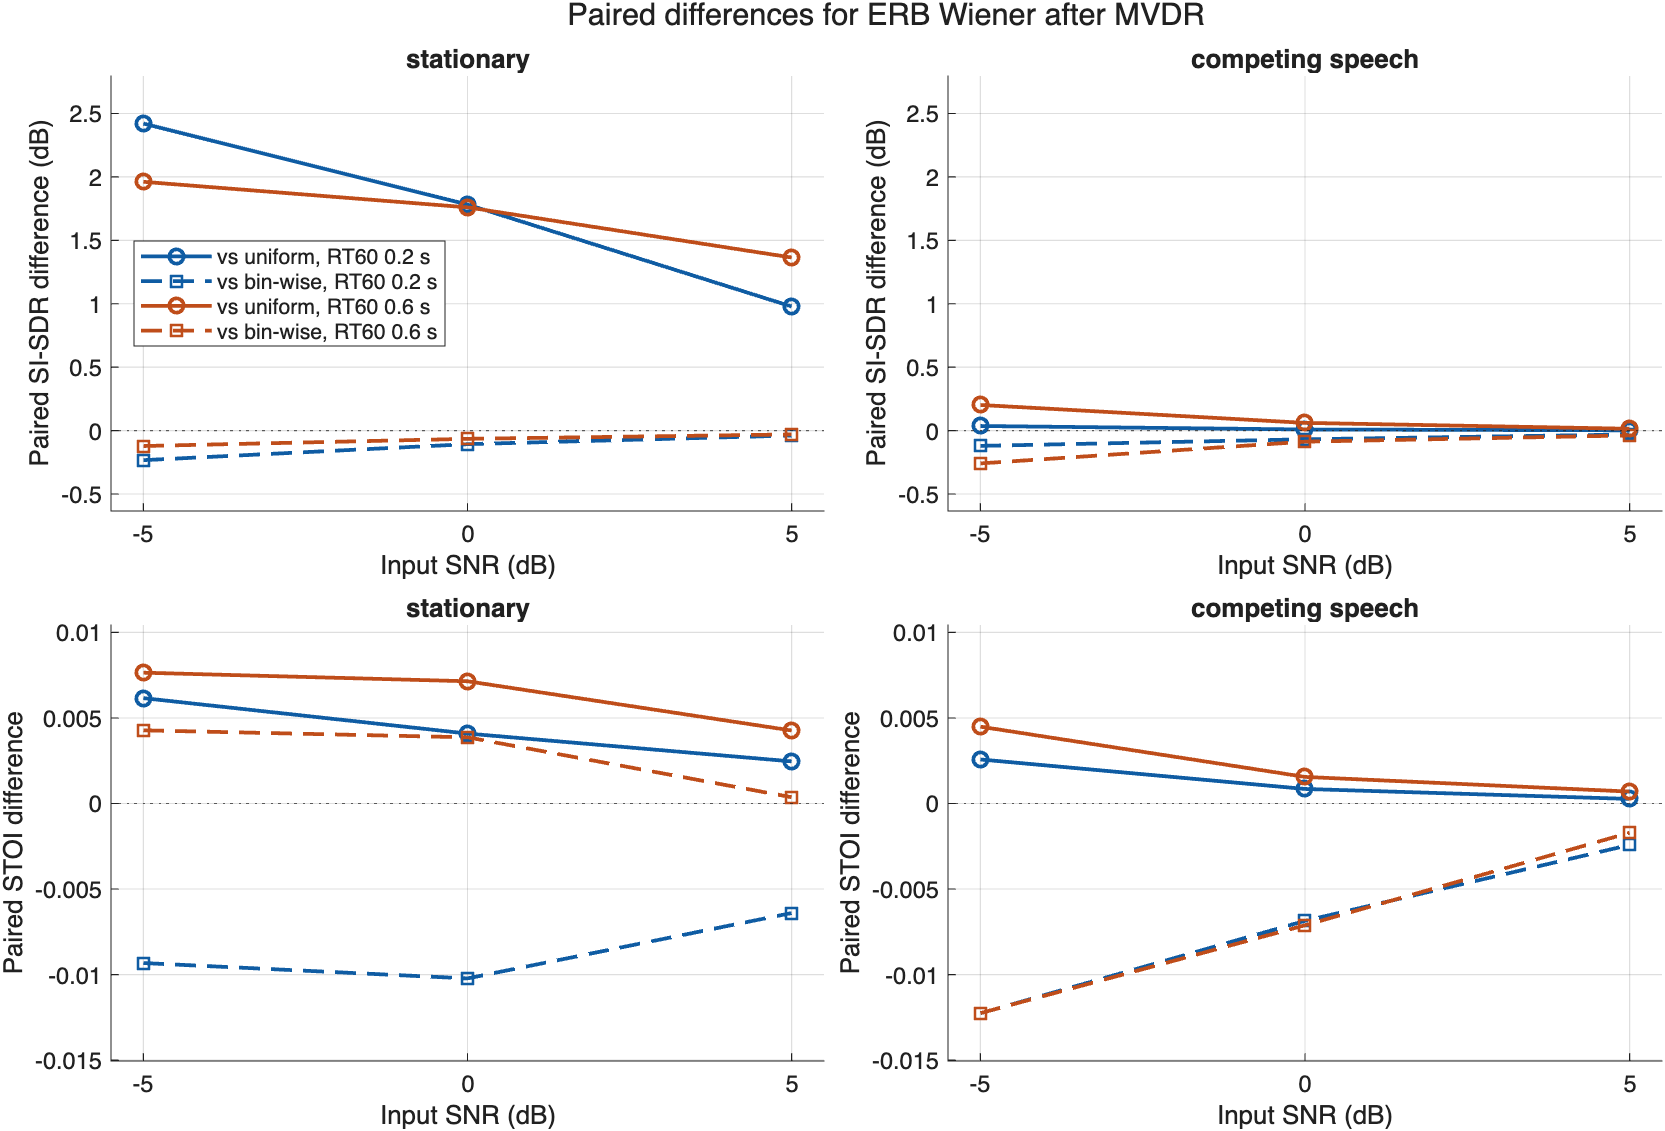 Paired differences for ERB Wiener after MVDR
stationary
Paired SI-SDR difference (dB)
2.5
2
1.5
1
0.5
0
-0.5
vs uniform, RT60 0.2 s
vs bin-wise, RT60 0.2 s
vs uniform, RT60 0.6 s
vs bin-wise, RT60 0.6 s
-5 0 5
Input SNR (dB)
competing speech
Paired SI-SDR difference (dB)
2.5
2
1.5
1
0.5
0
-0.5
-5 0 5
Input SNR (dB)
stationary
Paired STOI difference
0.01
0.005
0
-0.005
-0.01
-0.015
-5 0 5
Input SNR (dB)
competing speech
Paired STOI difference
0.01
0.005
0
-0.005
-0.01
-0.015
-5 0 5
Input SNR (dB)